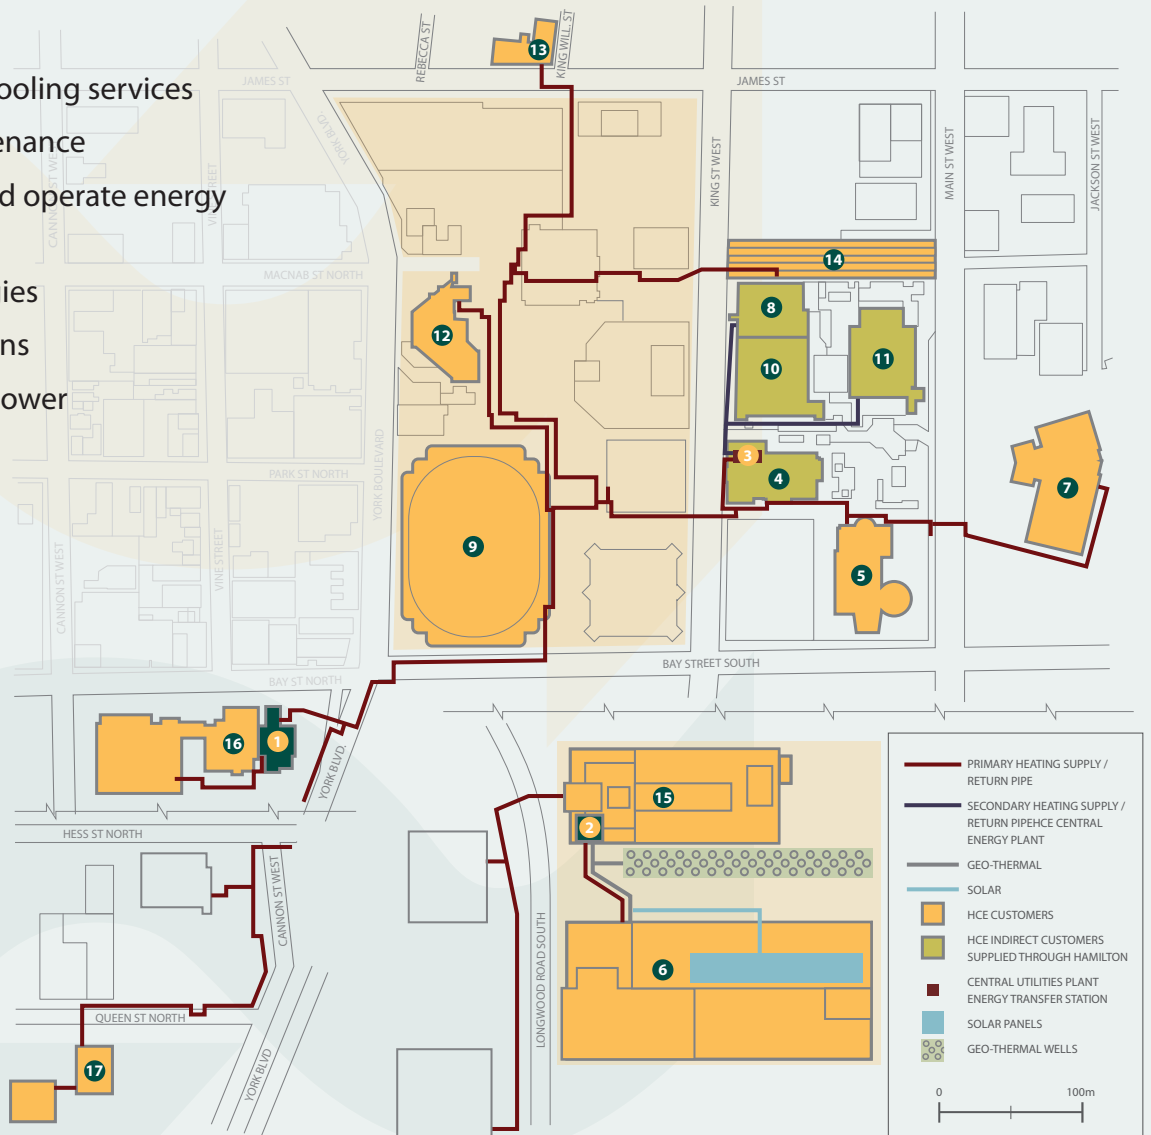 ooling services
enance
d operate energy
ies
ns
ower
REBECCA ST
KING WILL. ST
13
JAMES ST
JAMES ST
YORK BLVD
KING ST WEST
MAIN ST WEST
JACKSON ST WEST
MACNAB ST NORTH
14
8
12
10
11
3
4
7
PARK ST NORTH
YORK BOULEVARD
9
5
CANNON ST WEST
VINE STREET
BAY STREET SOUTH
BAY ST NORTH
16
1
YORK BLVD.
HESS ST NORTH
15
2
CANNON ST WEST
LONGWOOD ROAD SOUTH
6
QUEEN ST NORTH
17
YORK BLVD
PRIMARY HEATING SUPPLY /
RETURN PIPE
SECONDARY HEATING SUPPLY /
RETURN PIPEHCE CENTRAL
ENERGY PLANT
GEO-THERMAL
SOLAR
HCE CUSTOMERS
HCE INDIRECT CUSTOMERS
SUPPLIED THROUGH HAMILTON
CENTRAL UTILITIES PLANT
ENERGY TRANSFER STATION
SOLAR PANELS
GEO-THERMAL WELLS
0
100m